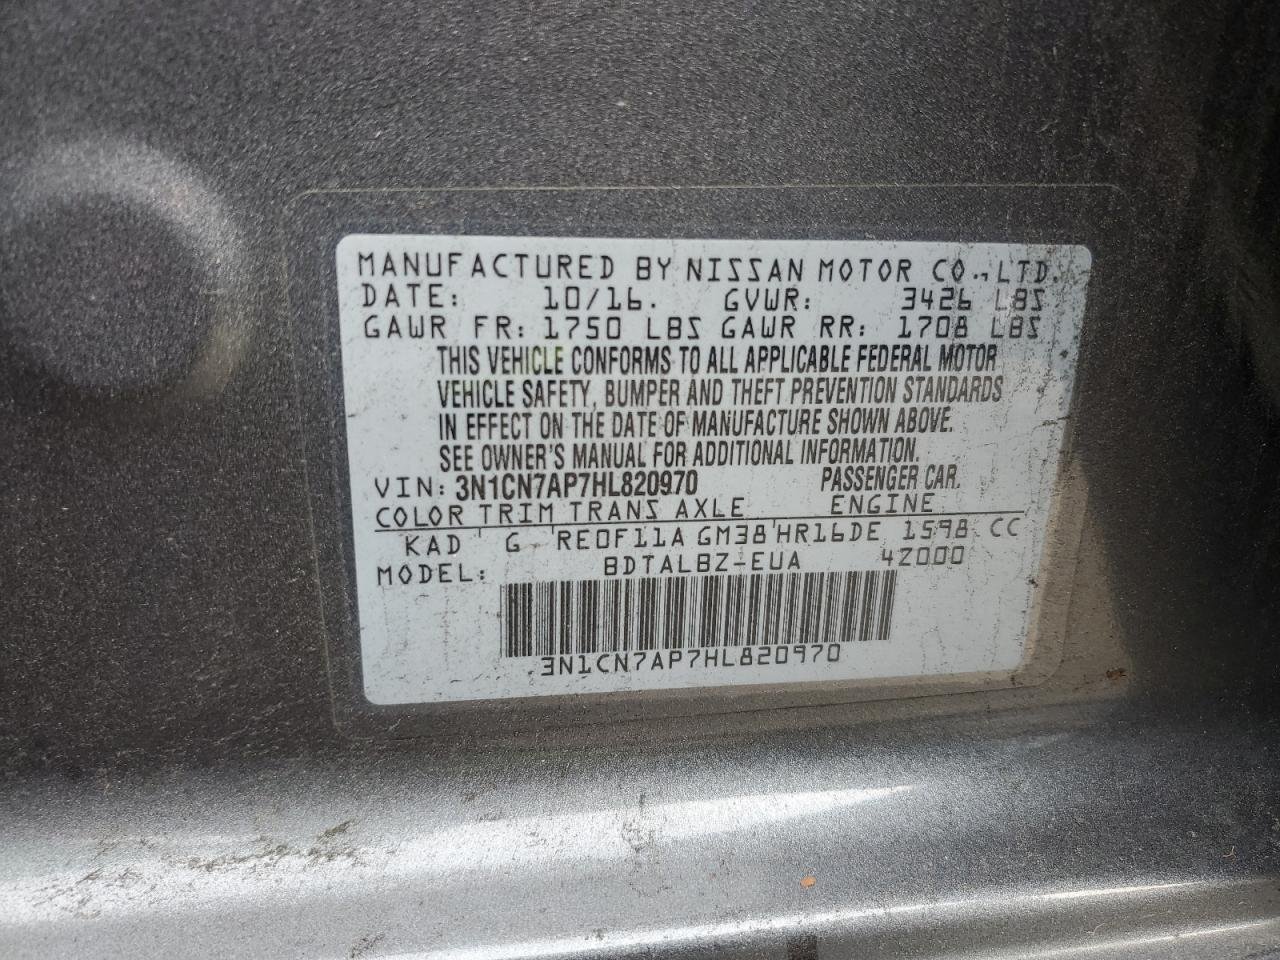 MANUFACTURED BY NISSAN MOTOR CO., LTD.
DATE: 10/16. GVWR: 3426 LBS
GAWR FR: 1750 LBS GAWR RR: 1708 LBS
THIS VEHICLE CONFORMS TO ALL APPLICABLE FEDERAL MOTOR
VEHICLE SAFETY, BUMPER AND THEFT PREVENTION STANDARDS
IN EFFECT ON THE DATE OF MANUFACTURE SHOWN ABOVE.
SEE OWNER'S MANUAL FOR ADDITIONAL INFORMATION.
VIN: 3N1CN7AP7HL820970 PASSENGER CAR.
COLOR TRIM TRANS AXLE ENGINE
KAD G RE0F11A GM38 HR16DE 1598 CC
MODEL: BDTALBZ-EUA 4Z000
3N1CN7AP7HL820970